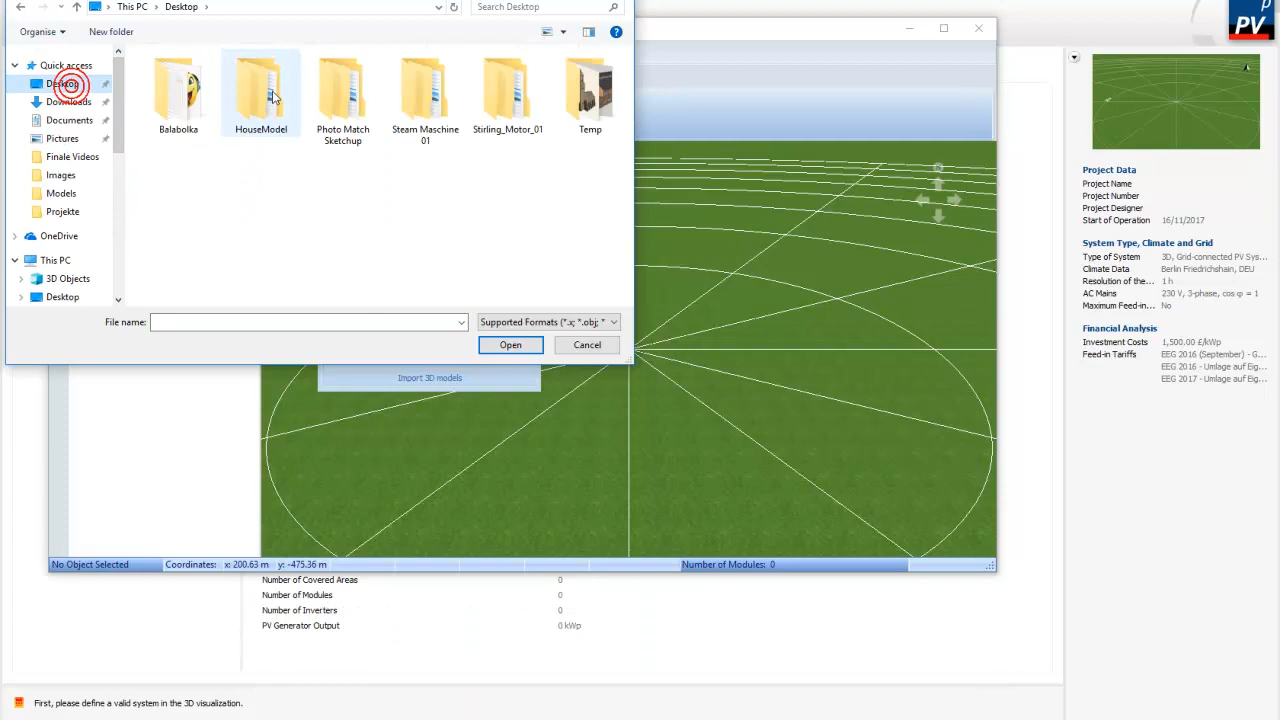 This PC > Desktop >
Search Desktop
p
PV
Organise
New folder
?
Quick access
Desktop
Downloads
Documents
Pictures
Finale Videos
Images
Models
Projekte
OneDrive
This PC
3D Objects
Desktop
Balabolka
HouseModel
Photo Match
Sketchup
Steam Maschine
01
Stirling_Motor_01
Temp
File name:
Supported Formats (*.x; *.obj; *
Open
Cancel
Import 3D models
No Object Selected
Coordinates: x: 200.63 m y: -475.36 m
Number of Modules: 0
Number of Covered Areas 0
Number of Modules 0
Number of Inverters 0
PV Generator Output 0 kWp
Project Data
Project Name
Project Number
Project Designer
Start of Operation 16/11/2017
System Type, Climate and Grid
Type of System 3D, Grid-connected PV Sys...
Climate Data Berlin Friedrichshain, DEU
Resolution of the... 1 h
AC Mains 230 V, 3-phase, cos φ = 1
Maximum Feed-in... No
Financial Analysis
Investment Costs 1,500.00 £/kWp
Feed-in Tariffs EEG 2016 (September) - G...
EEG 2016 - Umlage auf Eig...
EEG 2017 - Umlage auf Eig...
First, please define a valid system in the 3D visualization.